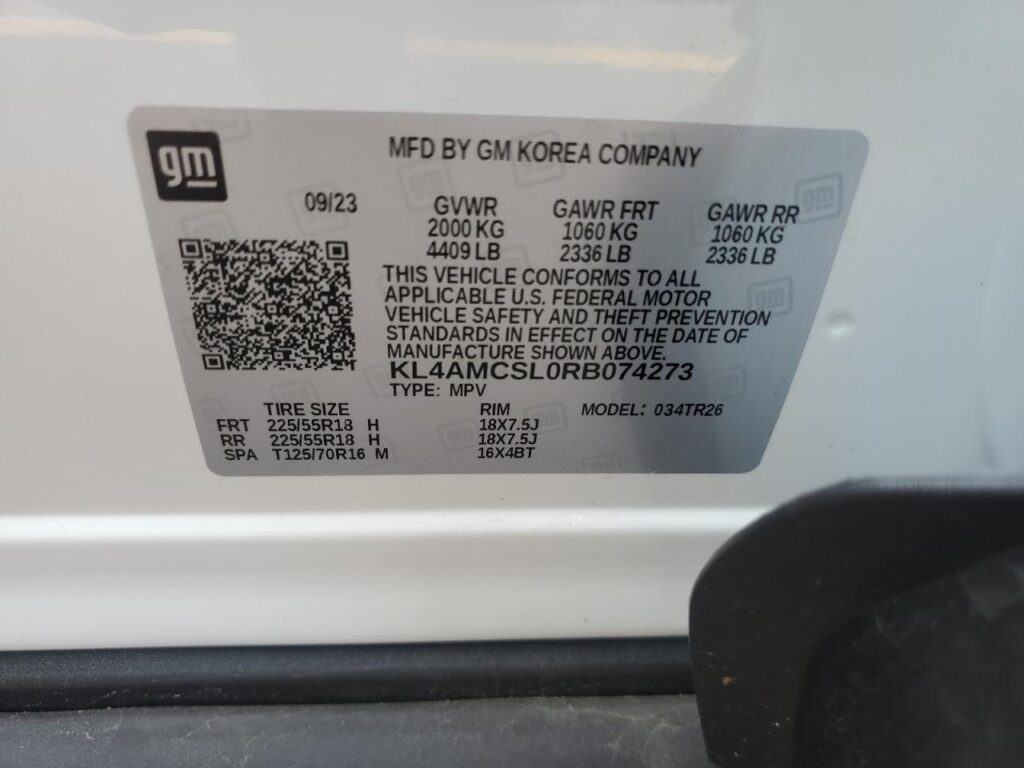 gm
MFD BY GM KOREA COMPANY
09/23 GVWR GAWR FRT GAWR RR
2000 KG 1060 KG 1060 KG
4409 LB 2336 LB 2336 LB
THIS VEHICLE CONFORMS TO ALL
APPLICABLE U.S. FEDERAL MOTOR
VEHICLE SAFETY AND THEFT PREVENTION
STANDARDS IN EFFECT ON THE DATE OF
MANUFACTURE SHOWN ABOVE.
KL4AMCSL0RB074273
TYPE: MPV
TIRE SIZE RIM MODEL: 034TR26
FRT 225/55R18 H 18X7.5J
RR 225/55R18 H 18X7.5J
SPA T125/70R16 M 16X4BT